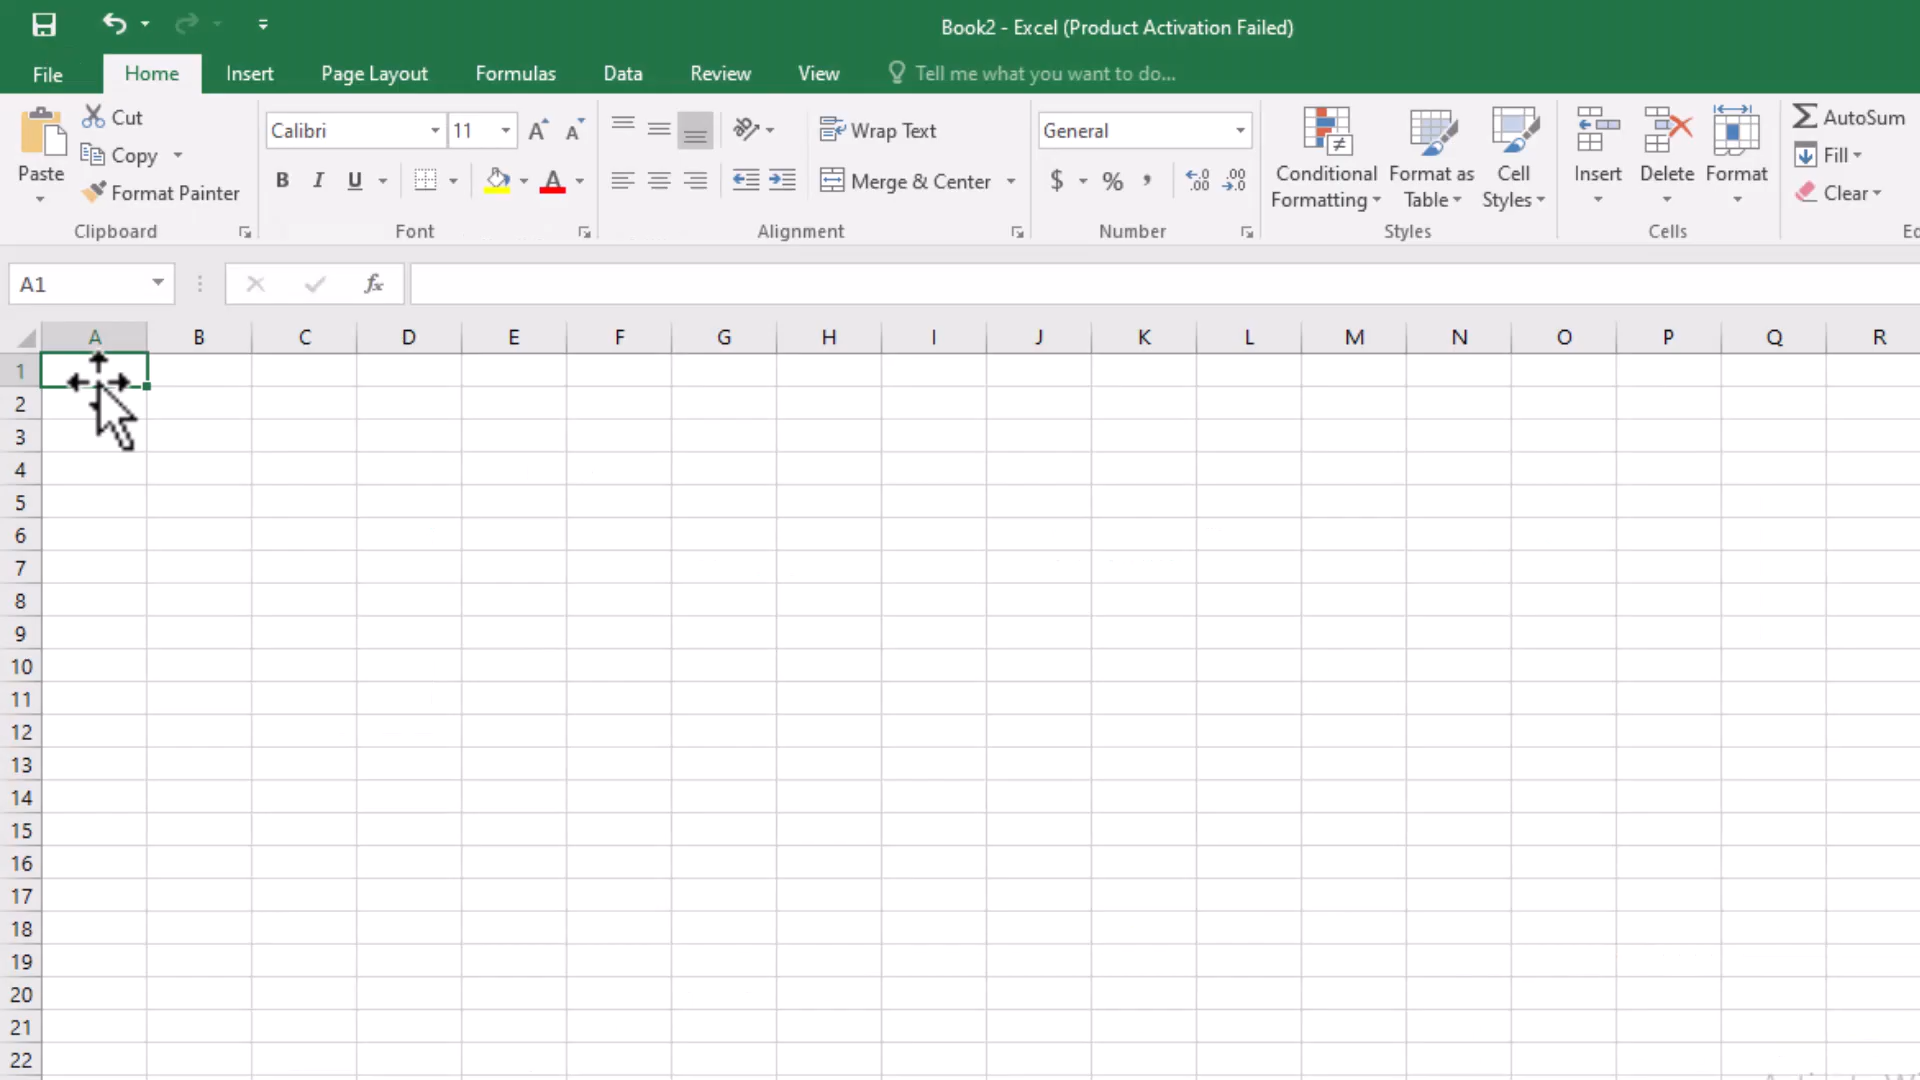 Book2 - Excel (Product Activation Failed)
File Home Insert Page Layout Formulas Data Review View Tell me what you want to do...
Paste
Cut
Copy
Format Painter
Clipboard
Calibri 11
B I U
Font
Wrap Text
Merge & Center
Alignment
General
$ % ,
Number
Conditional Formatting
Format as Table
Cell Styles
Styles
Insert Delete Format
Cells
AutoSum
Fill
Clear
A1 fx
A B C D E F G H I J K L M N O P Q R
1
2
3
4
5
6
7
8
9
10
11
12
13
14
15
16
17
18
19
20
21
22